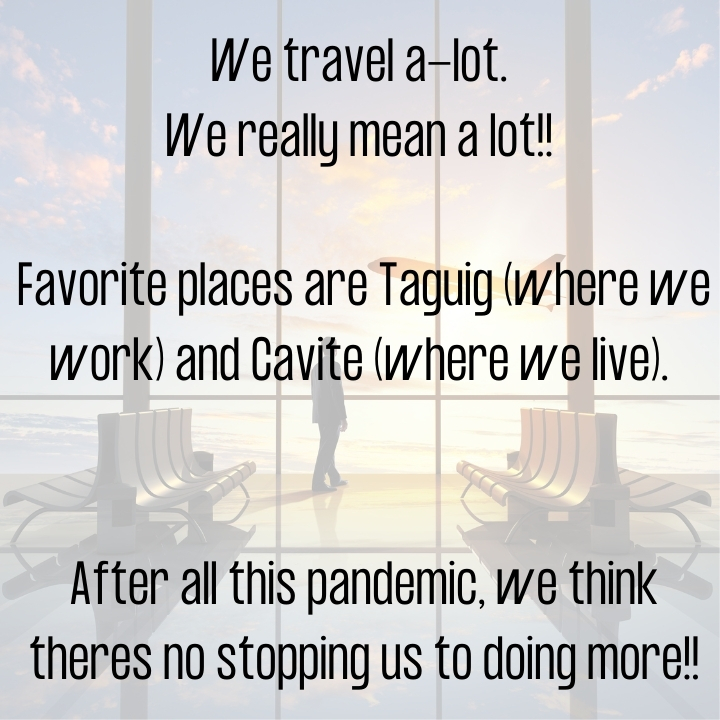 We travel a-lot.
We really mean a lot!!
Favorite places are Taguig (where we
work) and Cavite (where we live).
After all this pandemic, we think
theres no stopping us to doing more!!